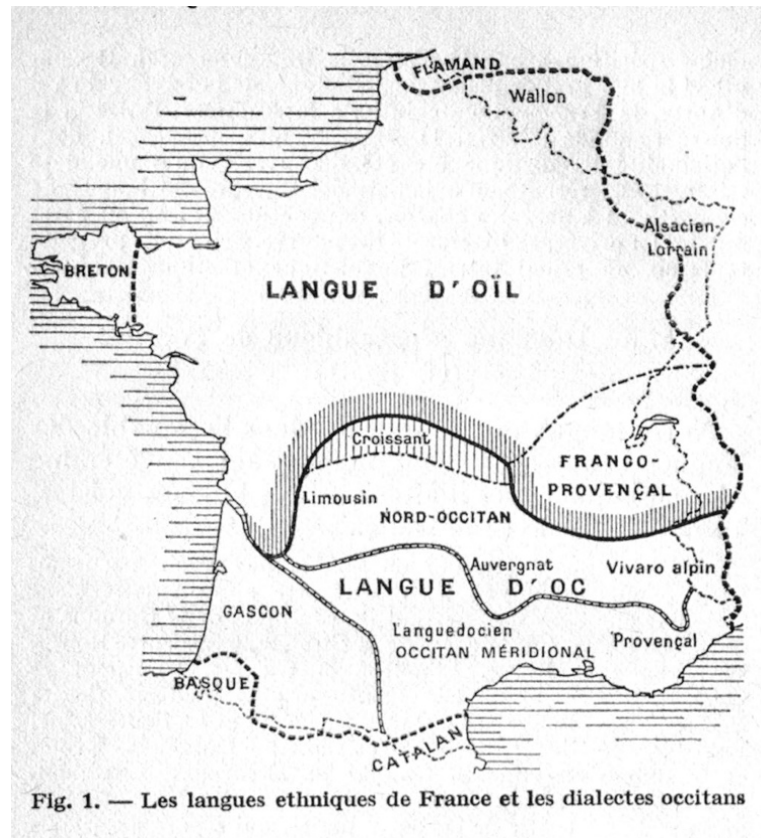 FLAMAND
Wallon
Alsacien-
Lorrain
BRETON
LANGUE D'OÏL
Croissant
FRANCO-
PROVENÇAL
Limousin
NORD-OCCITAN
Auvergnat
Vivaro alpin
LANGUE D'OC
GASCON
Languedocien
OCCITAN MÉRIDIONAL
Provençal
BASQUE
CATALAN
Fig. 1. — Les langues ethniques de France et les dialectes occitans